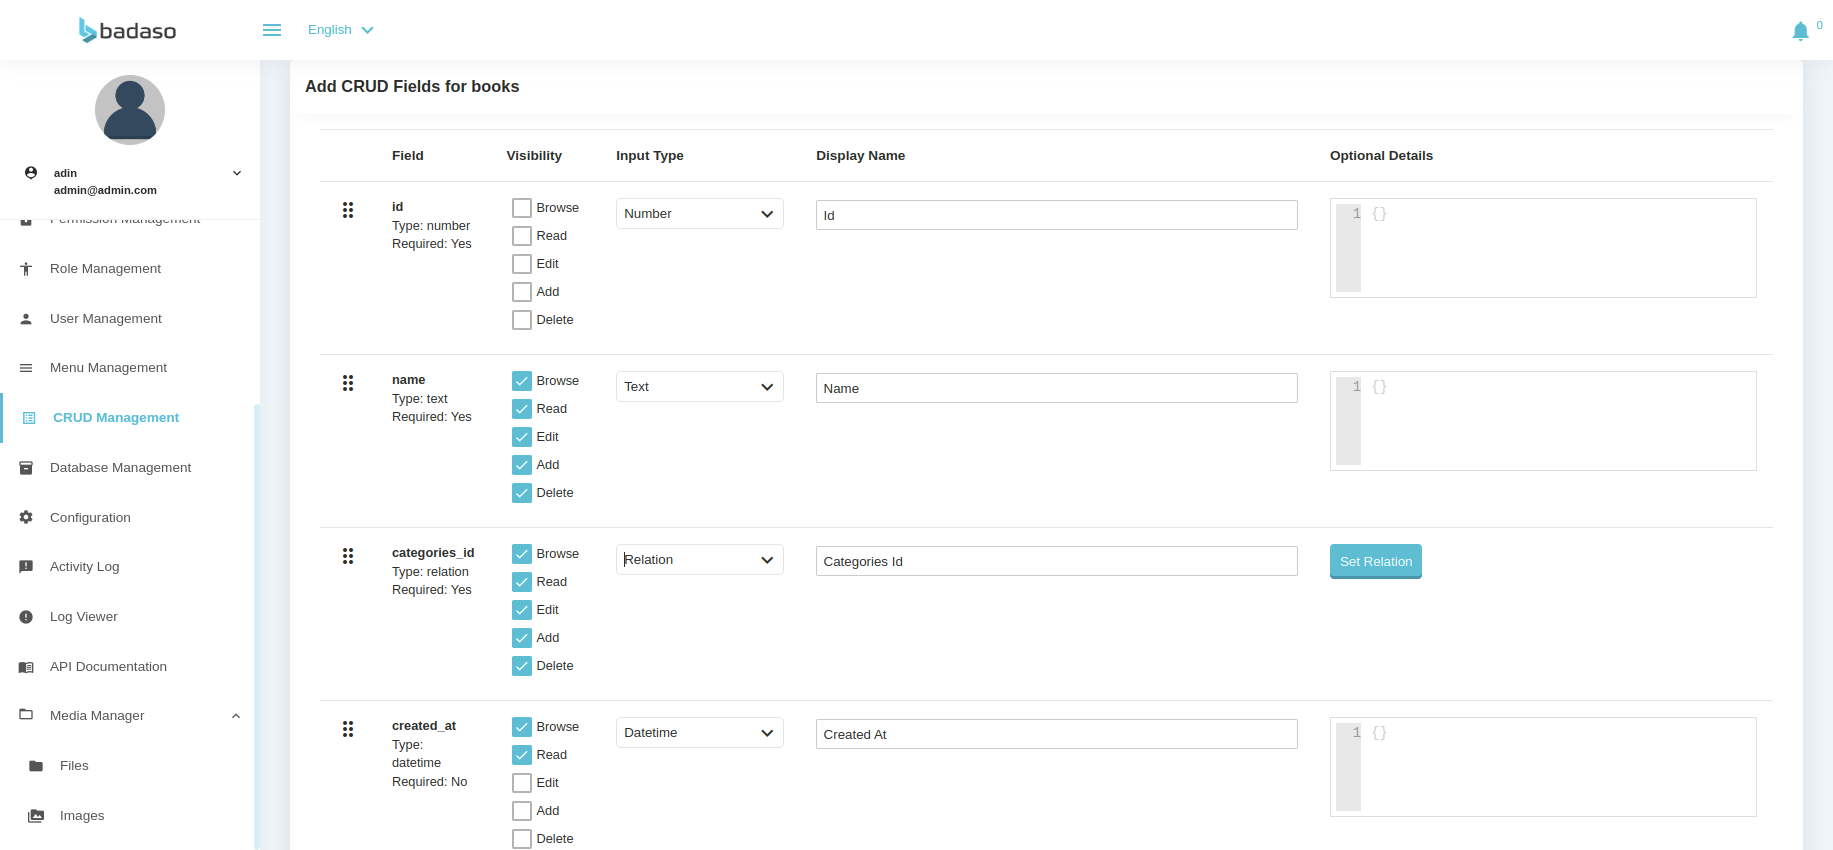 badaso
English
0
adin
admin@admin.com
Permission Management
Role Management
User Management
Menu Management
CRUD Management
Database Management
Configuration
Activity Log
Log Viewer
API Documentation
Media Manager
Files
Images
Add CRUD Fields for books
Field Visibility Input Type Display Name Optional Details
id
Type: number
Required: Yes
Browse
Read
Edit
Add
Delete
Number
Id
1 {}
name
Type: text
Required: Yes
Browse
Read
Edit
Add
Delete
Text
Name
1 {}
categories_id
Type: relation
Required: Yes
Browse
Read
Edit
Add
Delete
Relation
Categories Id
Set Relation
created_at
Type:
datetime
Required: No
Browse
Read
Edit
Add
Delete
Datetime
Created At
1 {}